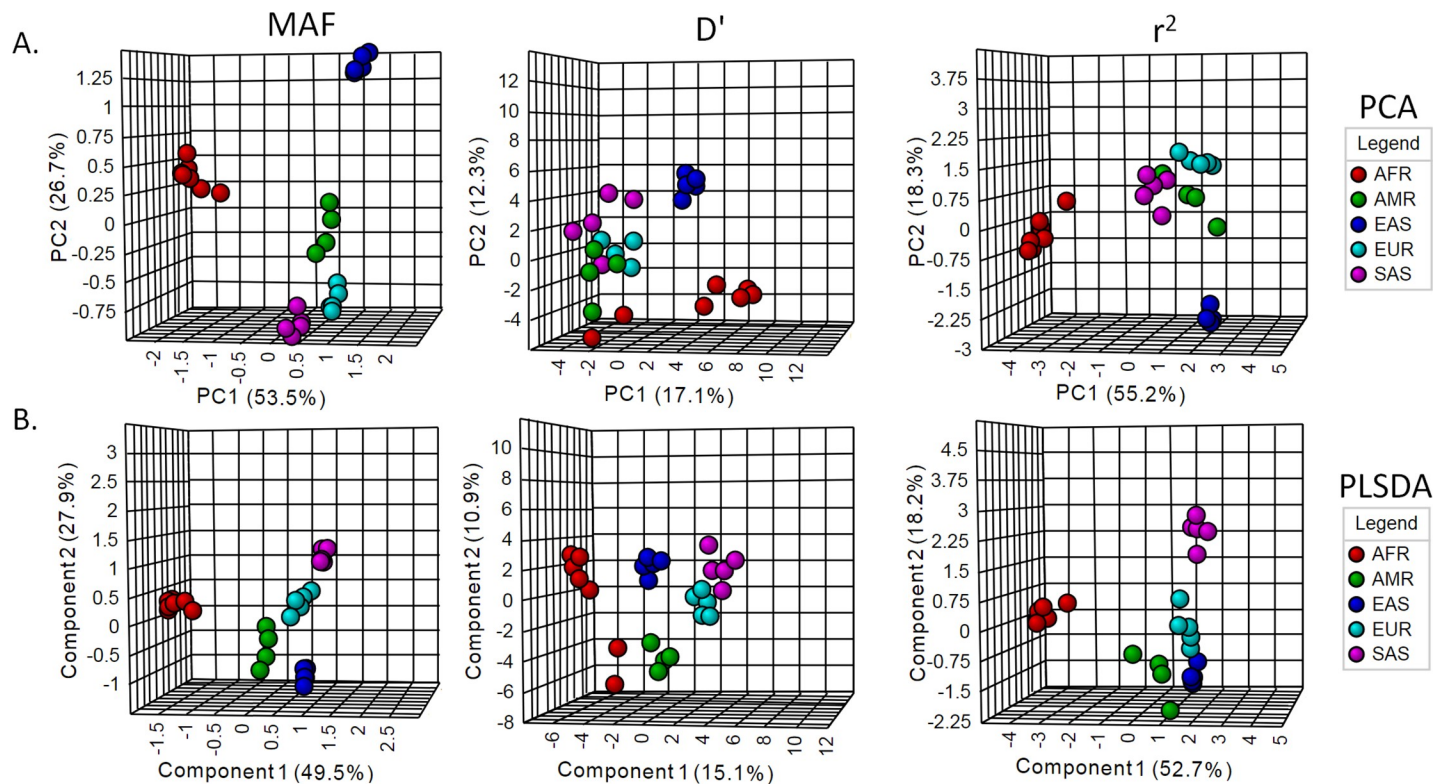 MAF D' r²
A.
PC2 (26.7%)
1.25
1
0.75
0.5
0.25
0
-0.25
-0.5
-0.75
-2 -1.5 -1 -0.5 0 0.5 1 1.5 2
PC1 (53.5%)
PC2 (12.3%)
12
10
8
6
4
2
0
-2
-4
-4 -2 0 2 4 6 8 10 12
PC1 (17.1%)
PC2 (18.3%)
3.75
3
2.25
1.5
0.75
0
-0.75
-1.5
-2.25
-3
-4 -3 -2 -1 0 1 2 3 4 5
PC1 (55.2%)
PCA
Legend
AFR
AMR
EAS
EUR
SAS
B.
Component 2 (27.9%)
3
2.5
2
1.5
1
0.5
0
-0.5
-1
-1.5 -1 -0.5 0 0.5 1 1.5 2 2.5
Component 1 (49.5%)
Component 2 (10.9%)
10
8
6
4
2
0
-2
-4
-6
-8
-6 -4 -2 0 2 4 6 8 10 12
Component 1 (15.1%)
Component 2 (18.2%)
4.5
3.75
3
2.25
1.5
0.75
0
-0.75
-1.5
-2.25
-4 -3 -2 -1 0 1 2 3 4 5
Component 1 (52.7%)
PLSDA
Legend
AFR
AMR
EAS
EUR
SAS